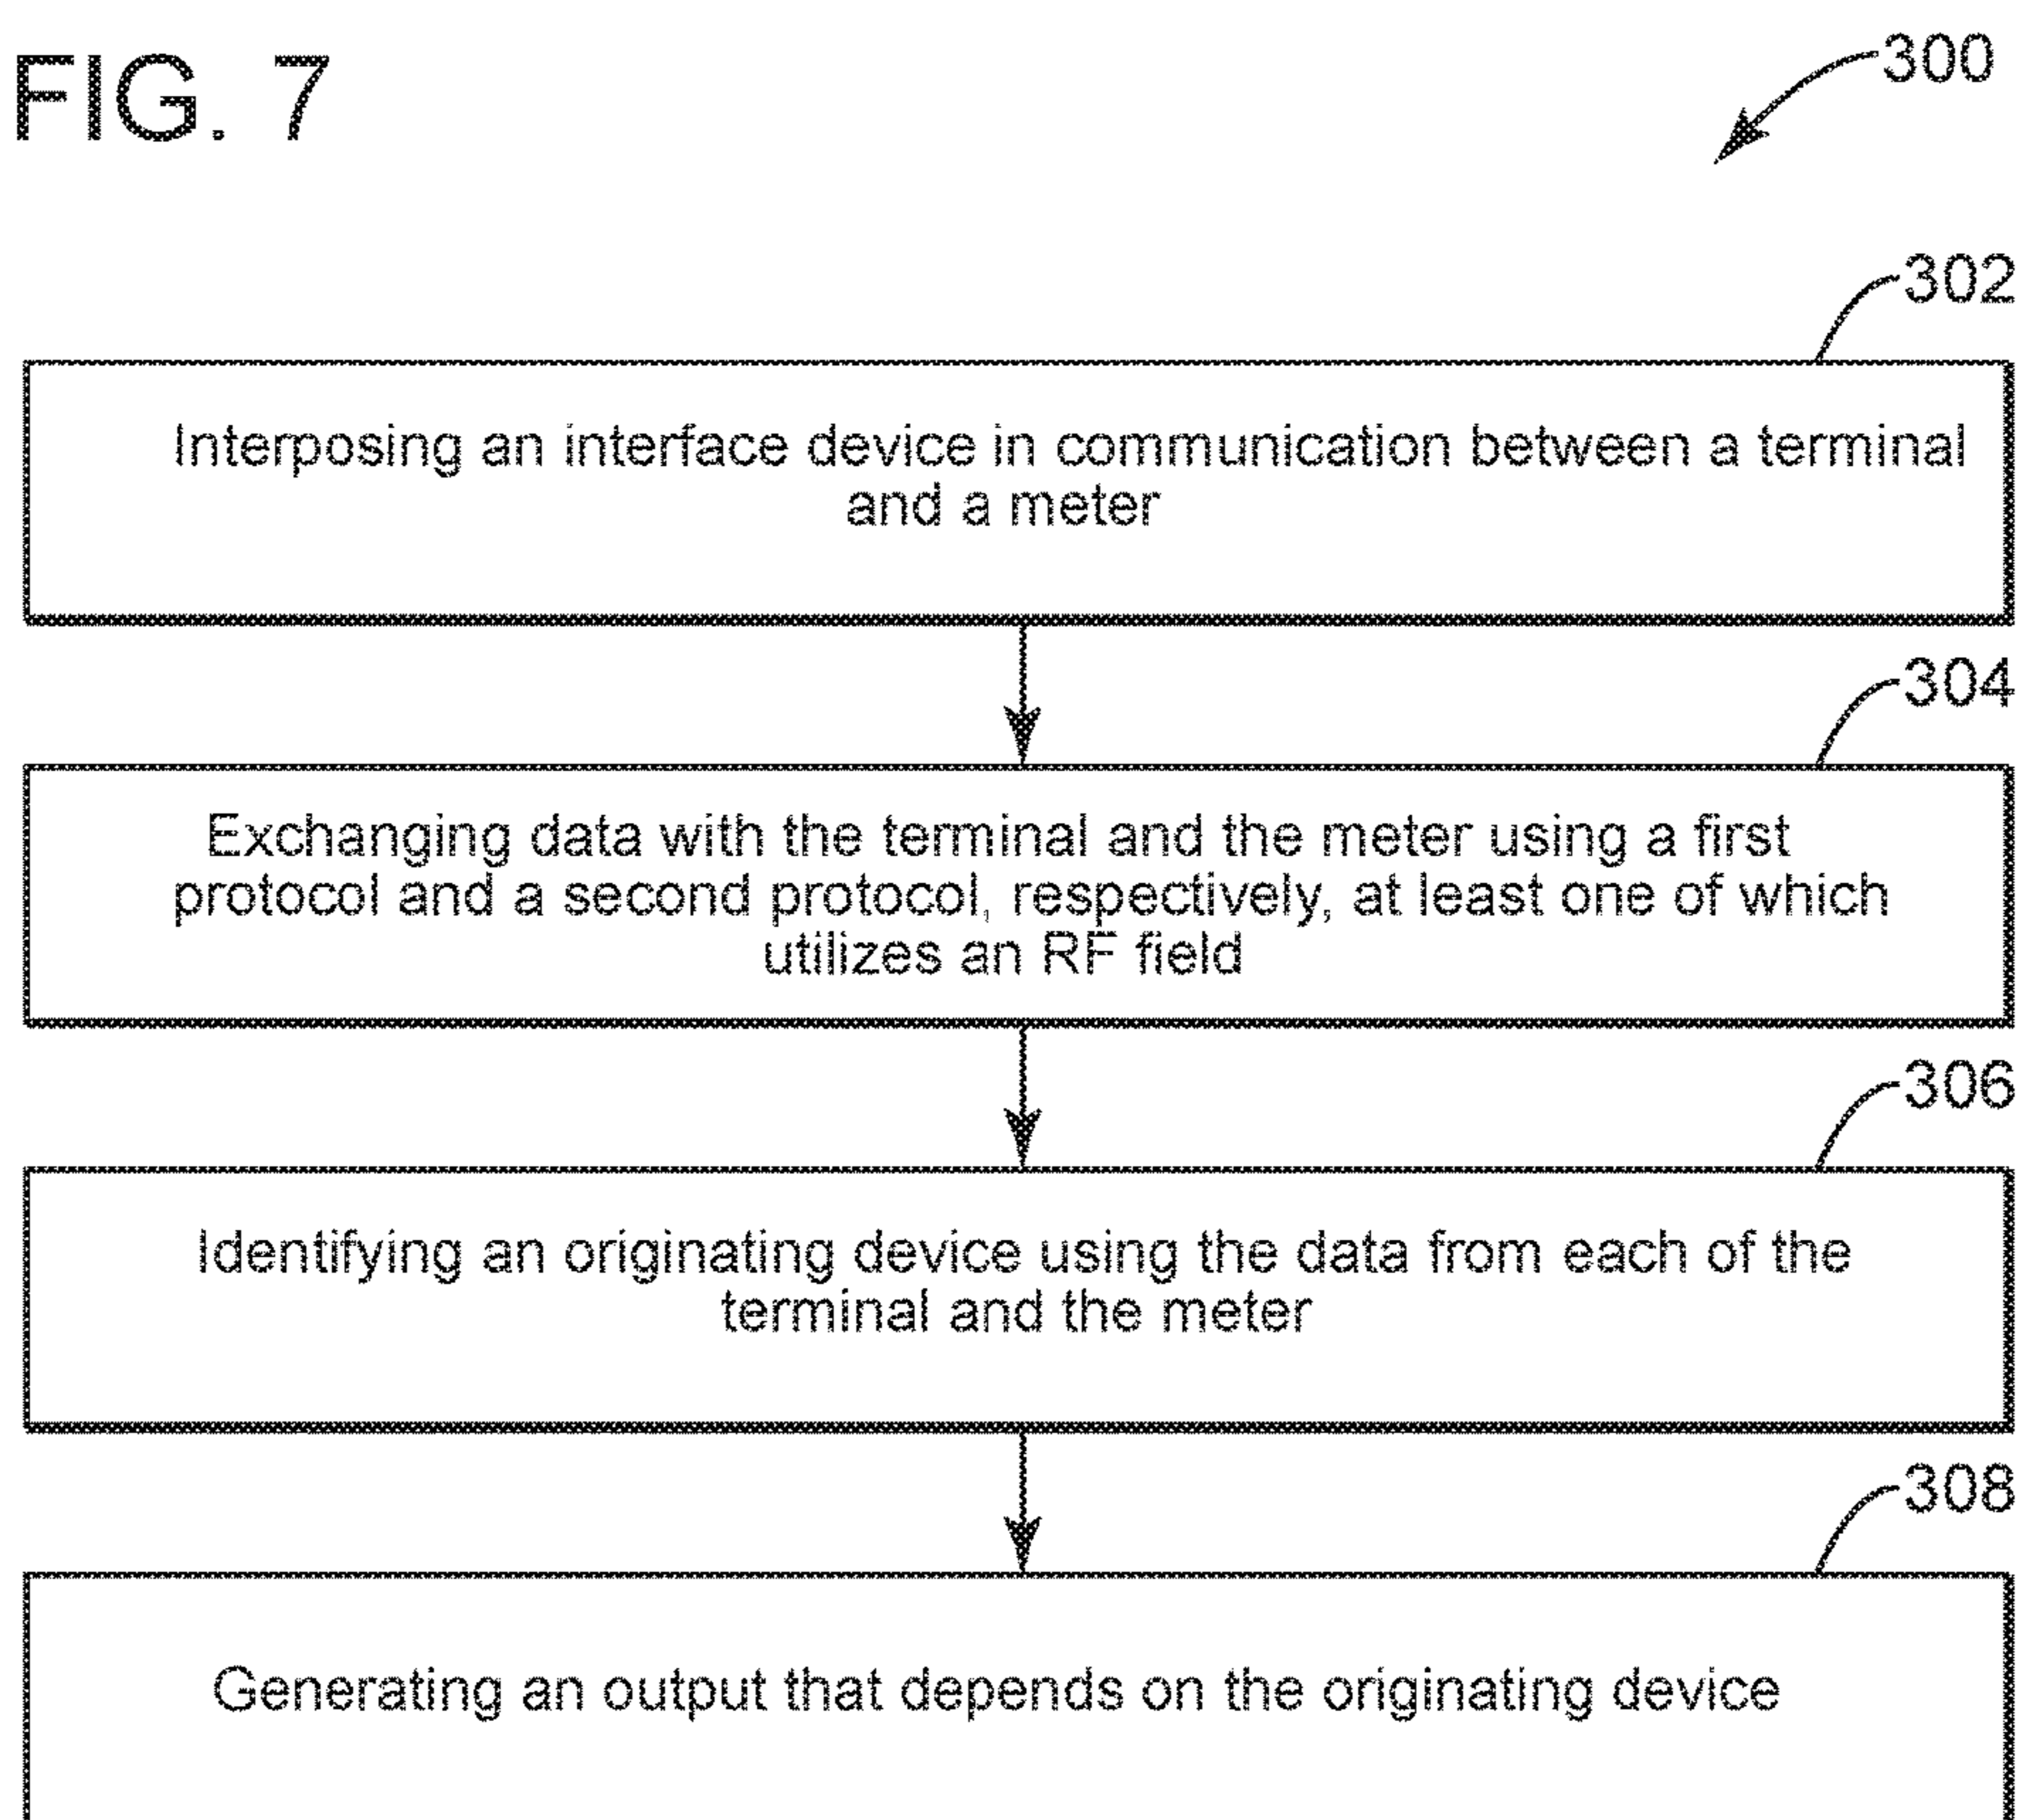 FIG. 7
300
302
Interposing an interface device in communication between a terminal
and a meter
304
Exchanging data with the terminal and the meter using a first
protocol and a second protocol, respectively, at least one of which
utilizes an RF field
306
Identifying an originating device using the data from each of the
terminal and the meter
308
Generating an output that depends on the originating device